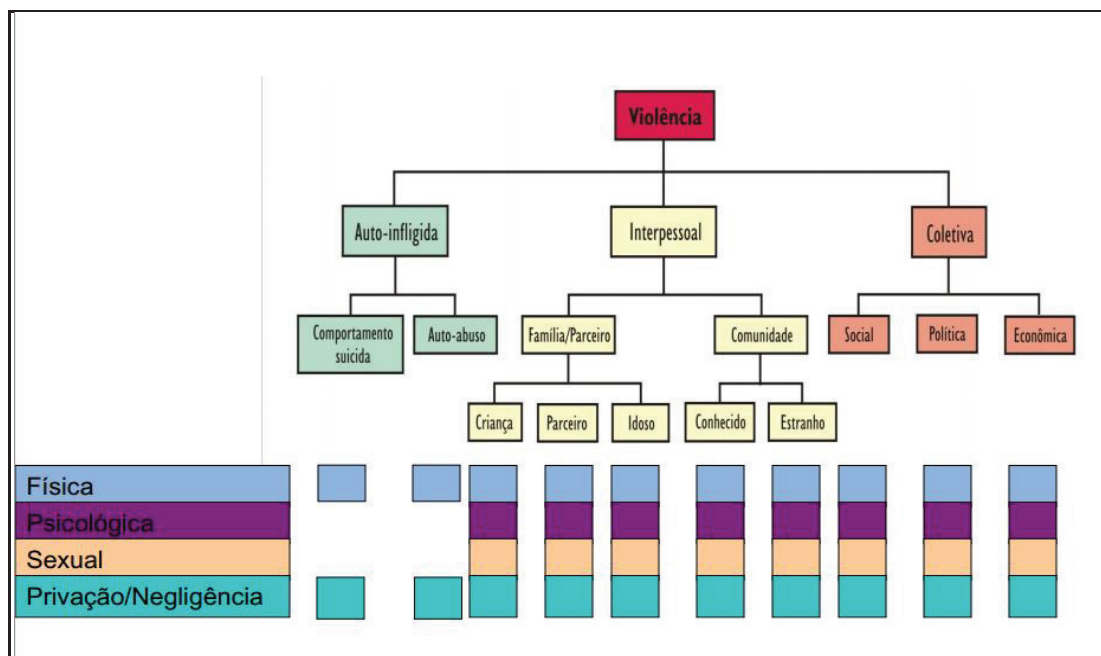 Violência
Auto-infligida
Interpessoal
Coletiva
Comportamento
suicida
Auto-abuso
Família/Parceiro
Comunidade
Social
Política
Econômica
Criança
Parceiro
Idoso
Conhecido
Estranho
Física
Psicológica
Sexual
Privação/Negligência